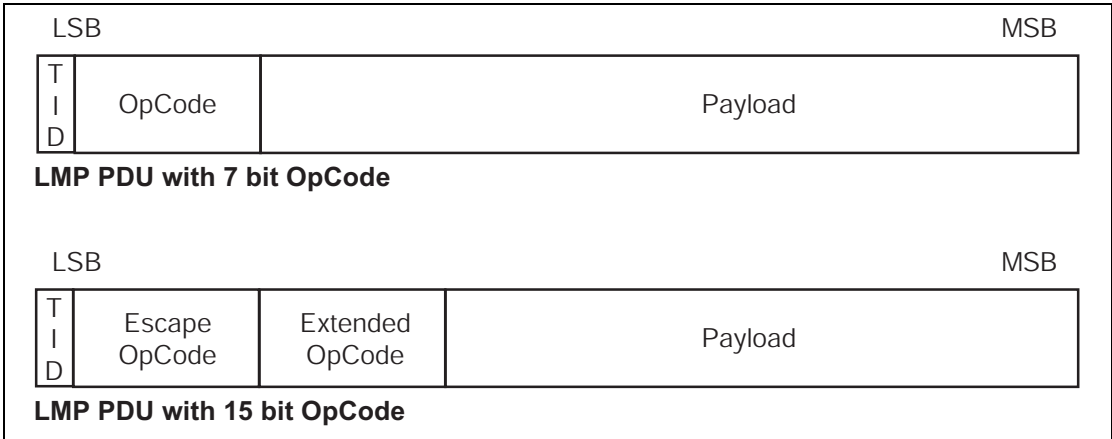 LSB MSB
T
I
D
OpCode
Payload
LMP PDU with 7 bit OpCode
LSB MSB
T
I
D
Escape
OpCode
Extended
OpCode
Payload
LMP PDU with 15 bit OpCode